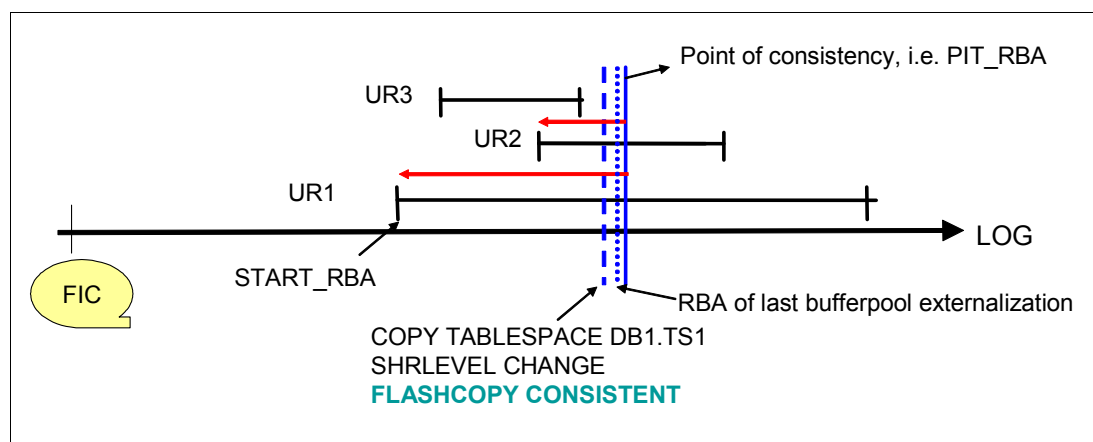 Point of consistency, i.e. PIT_RBA
UR3
UR2
UR1
LOG
START_RBA
FIC
RBA of last bufferpool externalization
COPY TABLESPACE DB1.TS1
SHRLEVEL CHANGE
FLASHCOPY CONSISTENT